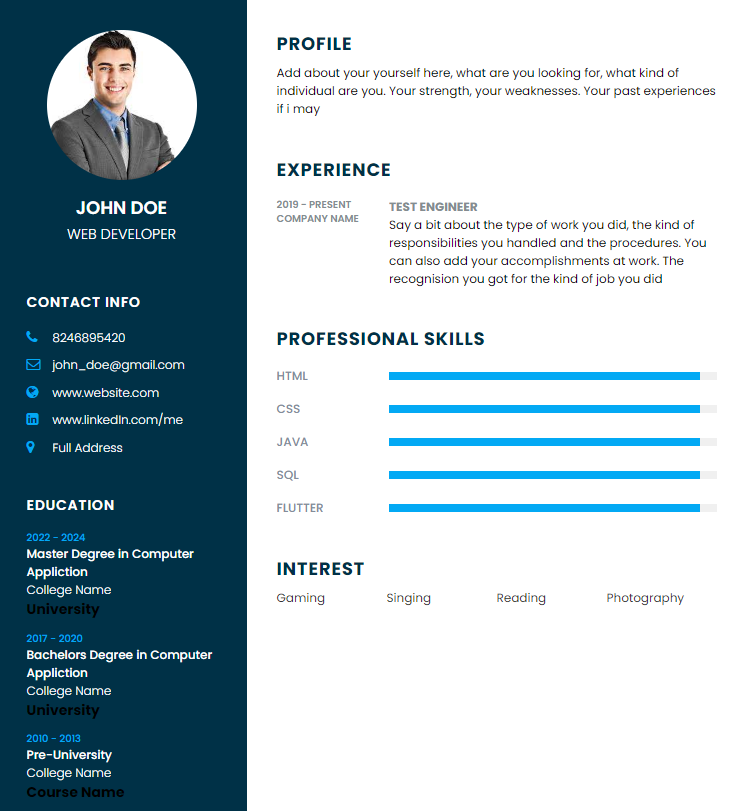 JOHN DOE
WEB DEVELOPER
CONTACT INFO
8246895420
john_doe@gmail.com
www.website.com
www.linkedIn.com/me
Full Address
EDUCATION
2022 - 2024
Master Degree in Computer
Appliction
College Name
University
2017 - 2020
Bachelors Degree in Computer
Appliction
College Name
University
2010 - 2013
Pre-University
College Name
Course Name
PROFILE
Add about your yourself here, what are you looking for, what kind of
individual are you. Your strength, your weaknesses. Your past experiences
if i may
EXPERIENCE
2019 - PRESENT
COMPANY NAME
TEST ENGINEER
Say a bit about the type of work you did, the kind of
responsibilities you handled and the procedures. You
can also add your accomplishments at work. The
recognision you got for the kind of job you did
PROFESSIONAL SKILLS
HTML
CSS
JAVA
SQL
FLUTTER
INTEREST
Gaming Singing Reading Photography